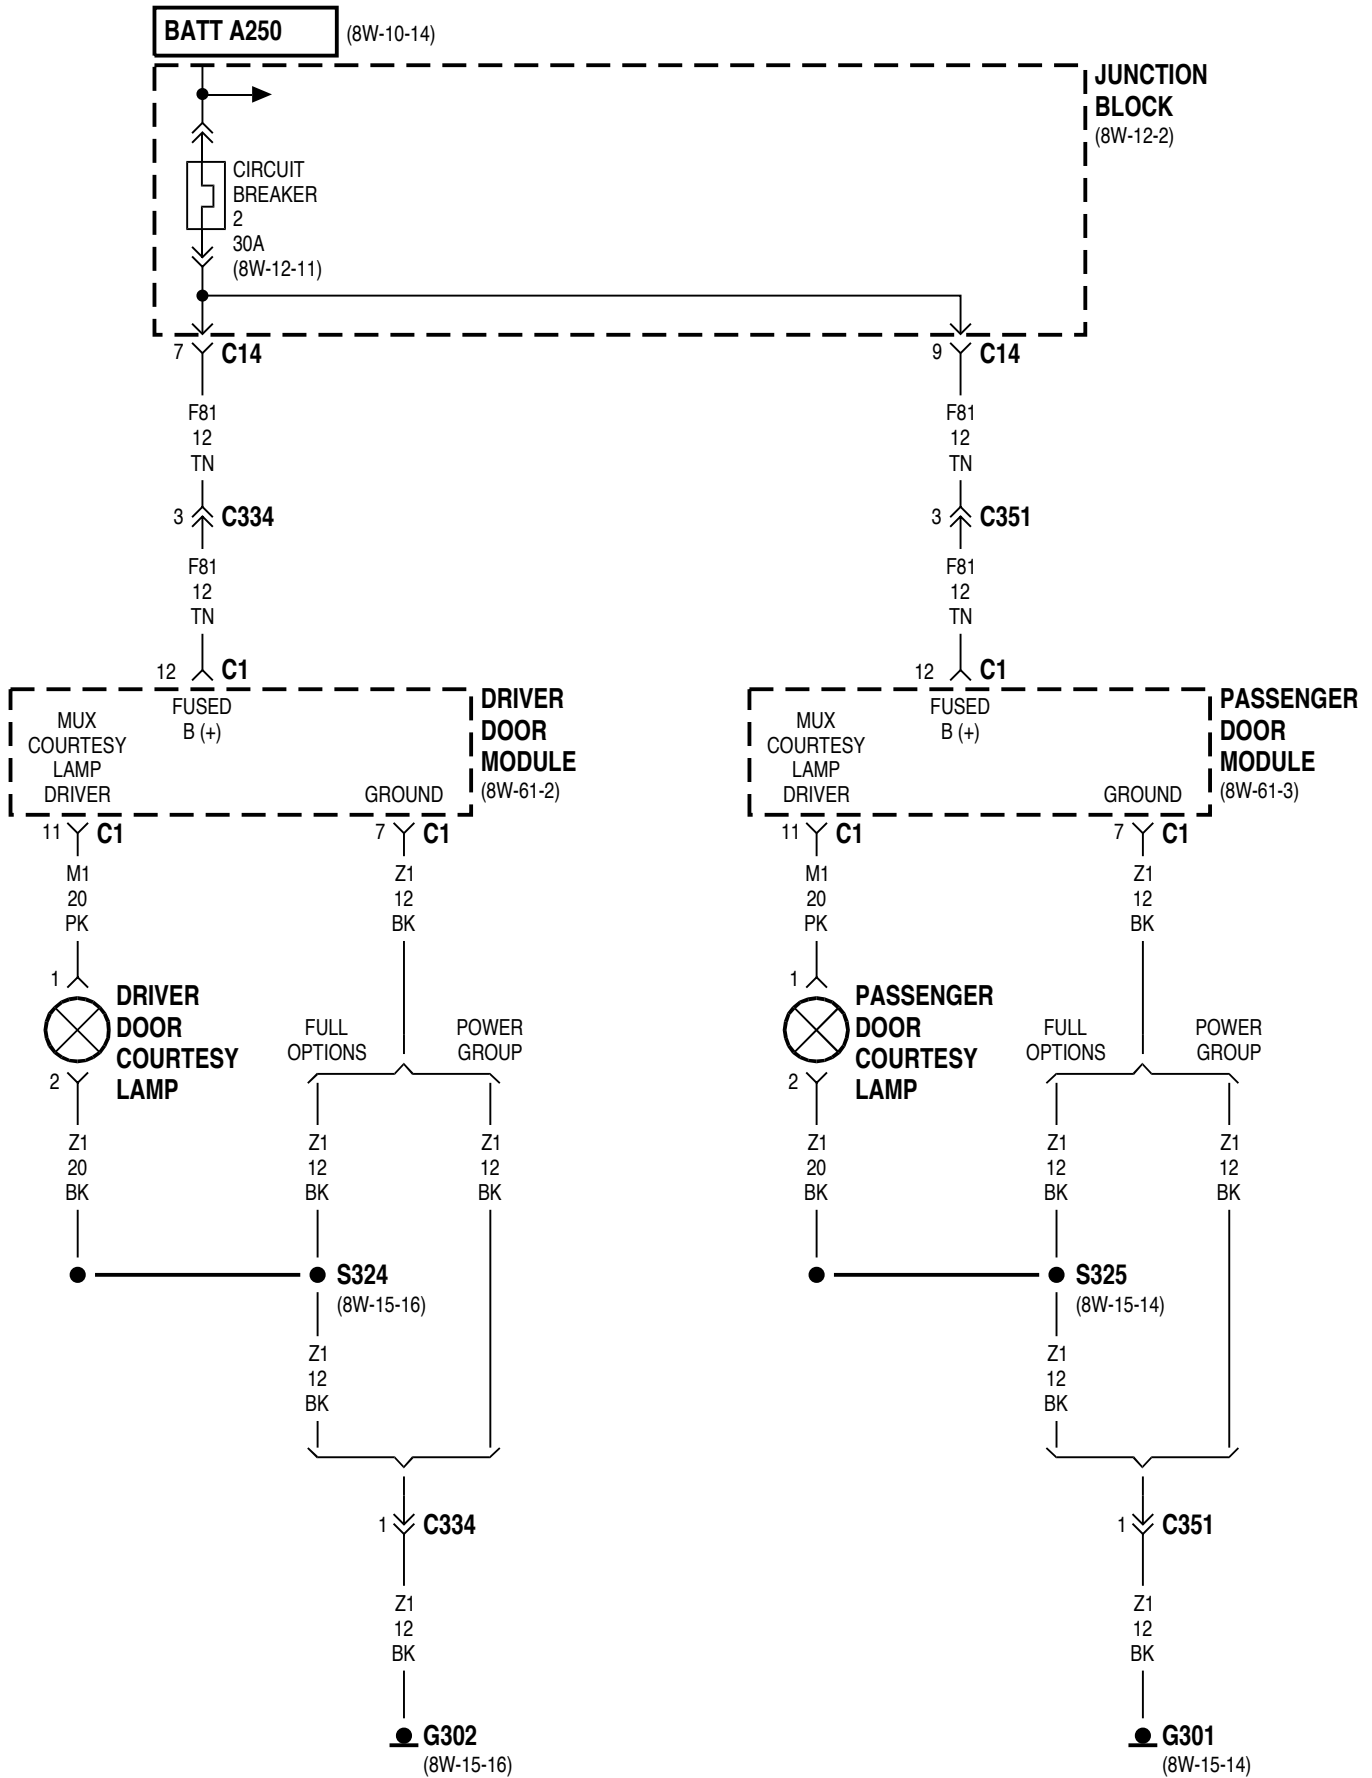 BATT A250 (8W-10-14)
JUNCTION
BLOCK
(8W-12-2)
CIRCUIT
BREAKER
2
30A
(8W-12-11)
7 C14
9 C14
F81
12
TN
F81
12
TN
3 C334
3 C351
F81
12
TN
F81
12
TN
12 C1
12 C1
FUSED
B (+)
MUX
COURTESY
LAMP
DRIVER
GROUND
DRIVER
DOOR
MODULE
(8W-61-2)
FUSED
B (+)
MUX
COURTESY
LAMP
DRIVER
GROUND
PASSENGER
DOOR
MODULE
(8W-61-3)
11 C1
7 C1
11 C1
7 C1
M1
20
PK
Z1
12
BK
M1
20
PK
Z1
12
BK
1
DRIVER
DOOR
COURTESY
LAMP
2
FULL
OPTIONS
POWER
GROUP
1
PASSENGER
DOOR
COURTESY
LAMP
2
FULL
OPTIONS
POWER
GROUP
Z1
20
BK
Z1
12
BK
Z1
12
BK
Z1
20
BK
Z1
12
BK
Z1
12
BK
S324
(8W-15-16)
S325
(8W-15-14)
Z1
12
BK
Z1
12
BK
1 C334
1 C351
Z1
12
BK
Z1
12
BK
G302
(8W-15-16)
G301
(8W-15-14)